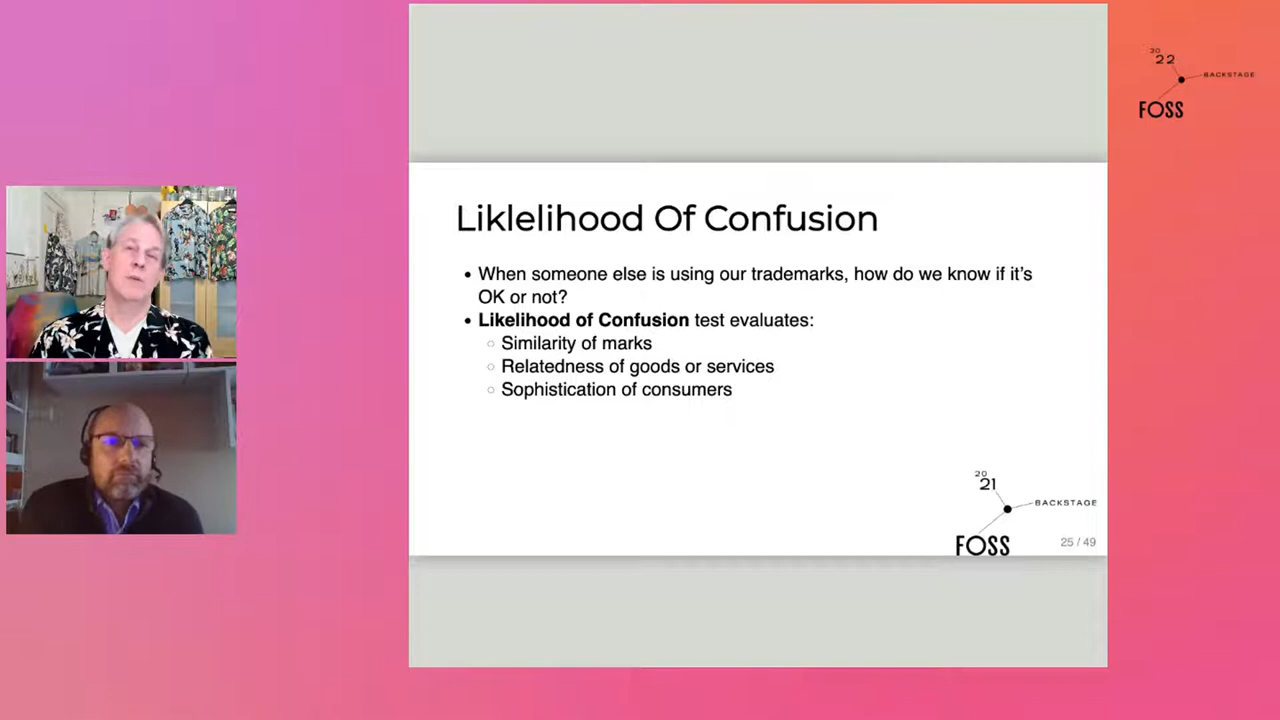 20
22
BACKSTAGE
FOSS
Liklelihood Of Confusion
• When someone else is using our trademarks, how do we know if it's
OK or not?
• Likelihood of Confusion test evaluates:
○ Similarity of marks
○ Relatedness of goods or services
○ Sophistication of consumers
20
21
BACKSTAGE
FOSS
25 / 49